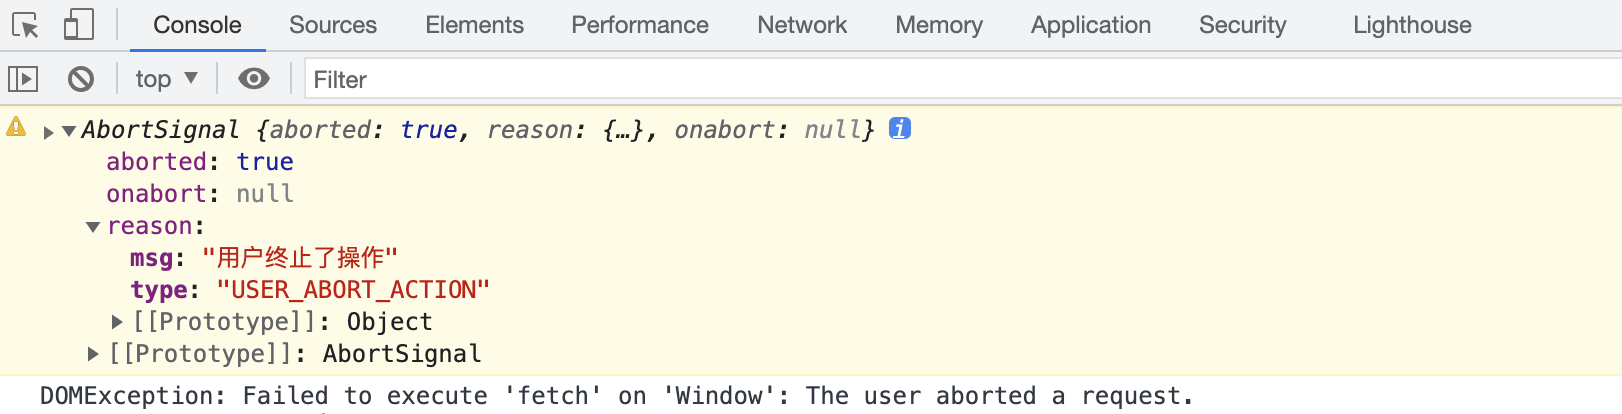 Console Sources Elements Performance Network Memory Application Security Lighthouse
top Filter
AbortSignal {aborted: true, reason: {…}, onabort: null} i
aborted: true
onabort: null
reason:
msg: "用户终止了操作"
type: "USER_ABORT_ACTION"
[[Prototype]]: Object
[[Prototype]]: AbortSignal
DOMException: Failed to execute 'fetch' on 'Window': The user aborted a request.